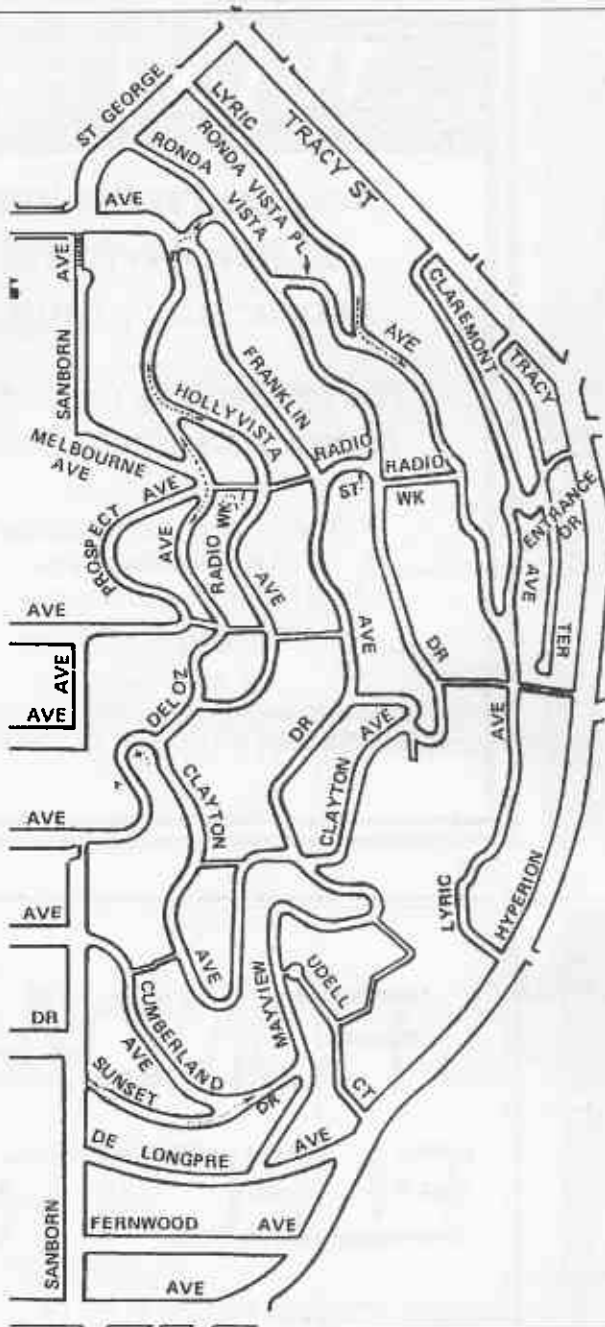 ST GEORGE
LYRIC
TRACY ST
RONDA VISTA PL
RONDA
VISTA
AVE
AVE
CLAREMONT
AVE
TRACY
SANBORN
FRANKLIN
HOLLYVISTA
MELBOURNE
AVE
RADIO
RADIO
AVE
ST
WK
ENTRANCE
DR
PROSPECT
AVE
RADIO
WK
AVE
AVE
TER
AVE
AVE
DR
AVE
AVE
DELOZ
DR
AVE
AVE
CLAYTON
CLAYTON
AVE
LYRIC
HYPERION
AVE
AVE
MAYVIEW
UDELL
DR
CUMBERLAND
AVE
SUNSET
DR
CT
DE LONGPRE
AVE
SANBORN
FERNWOOD AVE
AVE